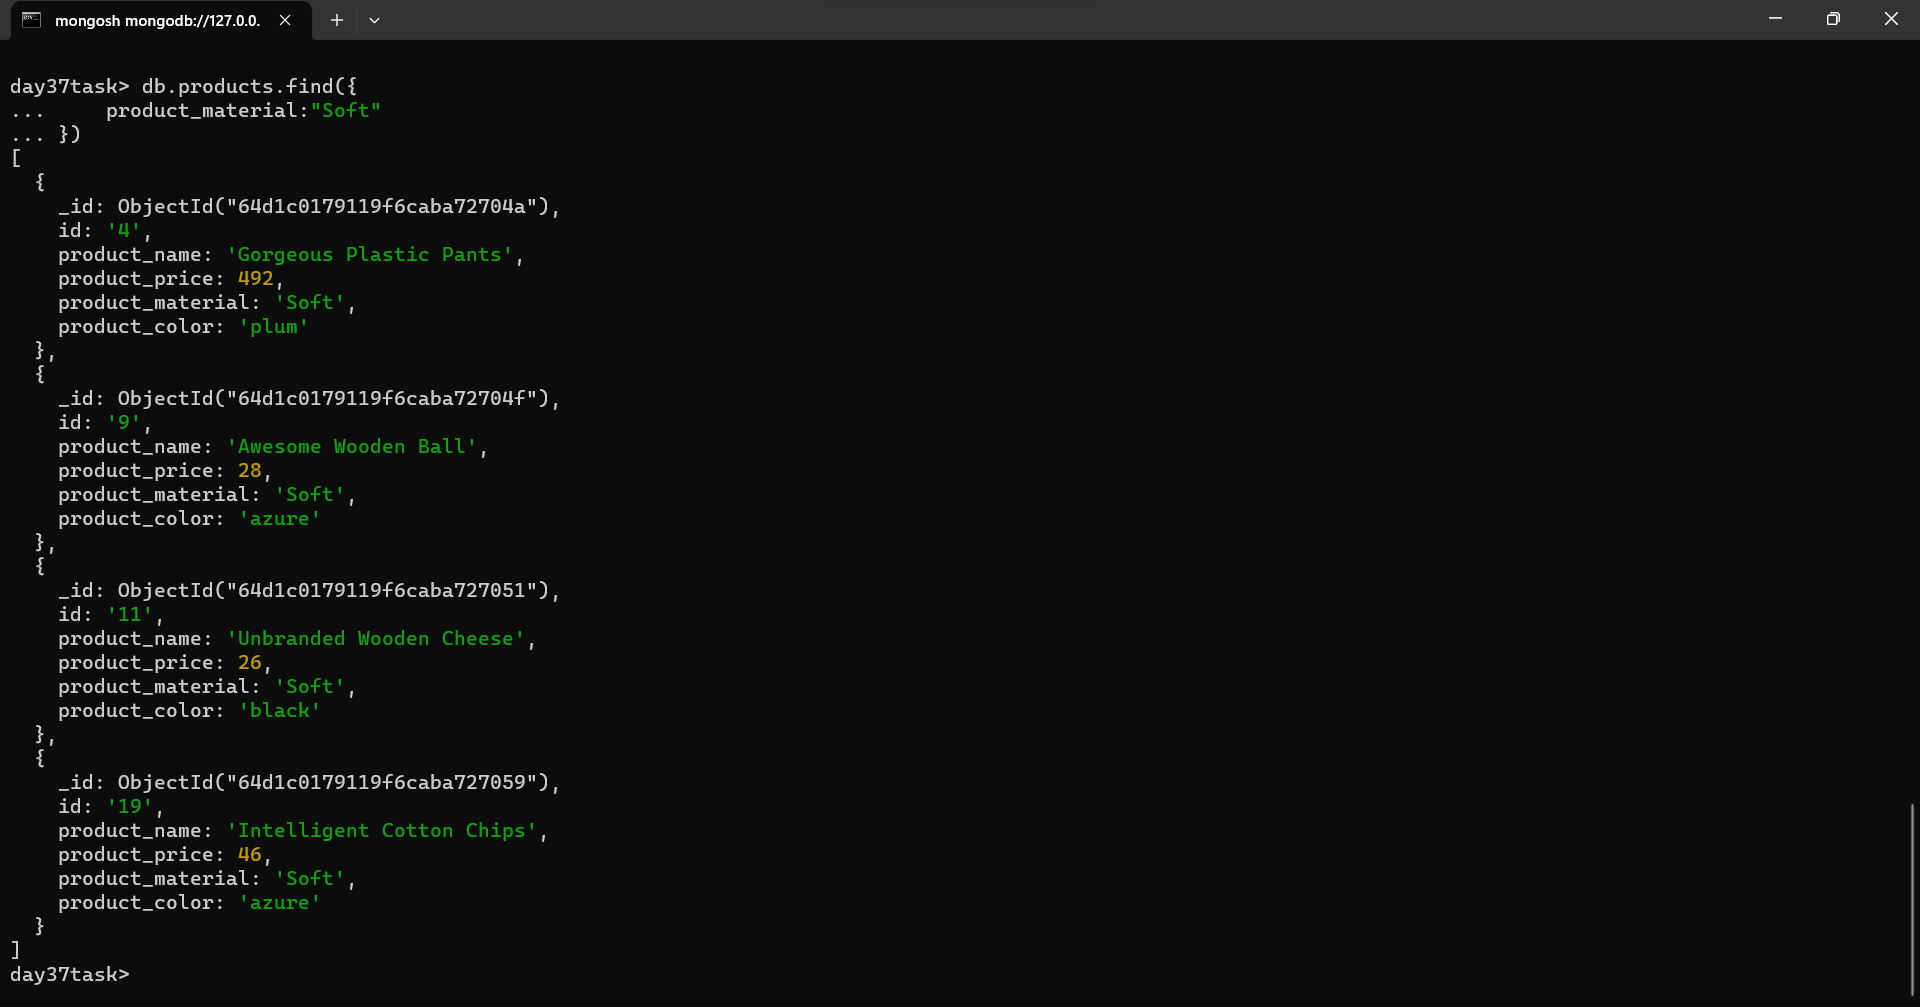 mongosh mongodb://127.0.0.
day37task> db.products.find({
...     product_material:"Soft"
... })
[
  {
    _id: ObjectId("64d1c0179119f6caba72704a"),
    id: '4',
    product_name: 'Gorgeous Plastic Pants',
    product_price: 492,
    product_material: 'Soft',
    product_color: 'plum'
  },
  {
    _id: ObjectId("64d1c0179119f6caba72704f"),
    id: '9',
    product_name: 'Awesome Wooden Ball',
    product_price: 28,
    product_material: 'Soft',
    product_color: 'azure'
  },
  {
    _id: ObjectId("64d1c0179119f6caba727051"),
    id: '11',
    product_name: 'Unbranded Wooden Cheese',
    product_price: 26,
    product_material: 'Soft',
    product_color: 'black'
  },
  {
    _id: ObjectId("64d1c0179119f6caba727059"),
    id: '19',
    product_name: 'Intelligent Cotton Chips',
    product_price: 46,
    product_material: 'Soft',
    product_color: 'azure'
  }
]
day37task>